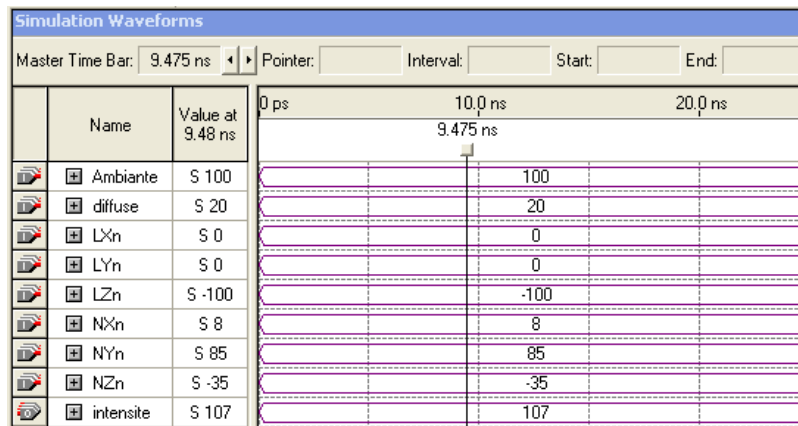 Simulation Waveforms
Master Time Bar: 9.475 ns Pointer: Interval: Start: End:
Name Value at 9.48 ns 0 ps 10.0 ns 20.0 ns
9.475 ns
Ambiante S 100 100
diffuse S 20 20
LXn S 0 0
LYn S 0 0
LZn S -100 -100
NXn S 8 8
NYn S 85 85
NZn S -35 -35
intensite S 107 107